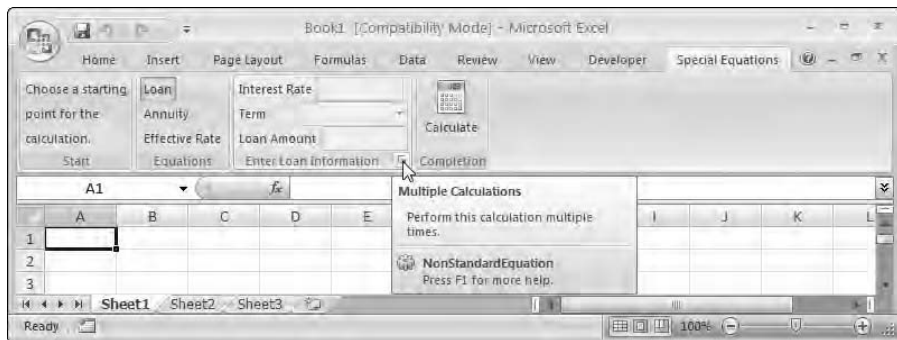 Book1 [Compatibility Mode] - Microsoft Excel
Home Insert Page Layout Formulas Data Review View Developer Special Equations
Choose a starting point for the calculation.
Start
Loan
Annuity
Effective Rate
Equations
Interest Rate
Term
Loan Amount
Enter Loan Information
Calculate
Completion
A1 fx
Multiple Calculations
Perform this calculation multiple times.
NonStandardEquation
Press F1 for more help.
A B C D E I J K L
1
2
3
Sheet1 Sheet2 Sheet3
Ready 100%